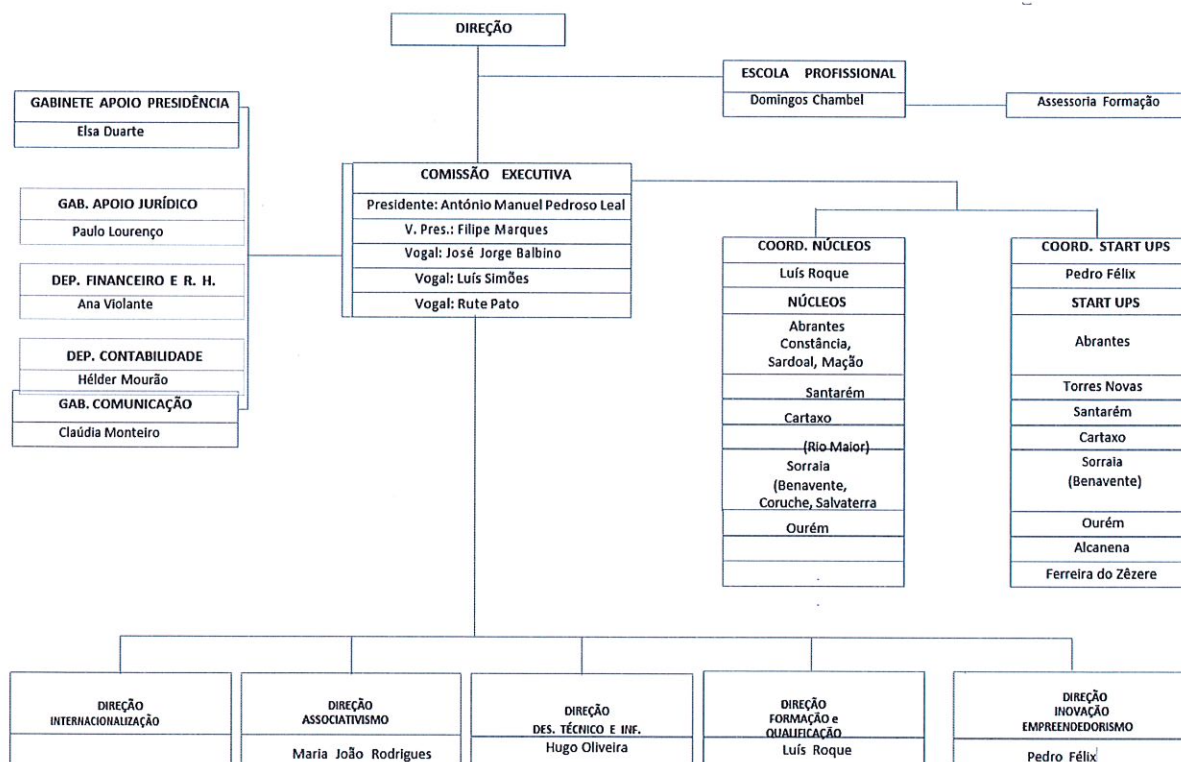 DIREÇÃO
ESCOLA PROFISSIONAL
Domingos Chambel
Assessoria Formação
GABINETE APOIO PRESIDÊNCIA
Elsa Duarte
GAB. APOIO JURÍDICO
Paulo Lourenço
DEP. FINANCEIRO E R. H.
Ana Violante
DEP. CONTABILIDADE
Hélder Mourão
GAB. COMUNICAÇÃO
Claúdia Monteiro
COMISSÃO EXECUTIVA
Presidente: António Manuel Pedroso Leal
V. Pres.: Filipe Marques
Vogal: José Jorge Balbino
Vogal: Luís Simões
Vogal: Rute Pato
COORD. NÚCLEOS
Luís Roque
NÚCLEOS
Abrantes
Constância,
Sardoal, Mação
Santarém
Cartaxo
(Rio Maior)
Sorraia
(Benavente,
Coruche, Salvaterra
Ourém
COORD. START UPS
Pedro Félix
START UPS
Abrantes
Torres Novas
Santarém
Cartaxo
Sorraia
(Benavente)
Ourém
Alcanena
Ferreira do Zêzere
DIREÇÃO
INTERNACIONALIZAÇÃO
DIREÇÃO
ASSOCIATIVISMO
Maria João Rodrigues
DIREÇÃO
DES. TÉCNICO E INF.
Hugo Oliveira
DIREÇÃO
FORMAÇÃO e
QUALIFICAÇÃO
Luís Roque
DIREÇÃO
INOVAÇÃO
EMPREENDEDORISMO
Pedro Félix